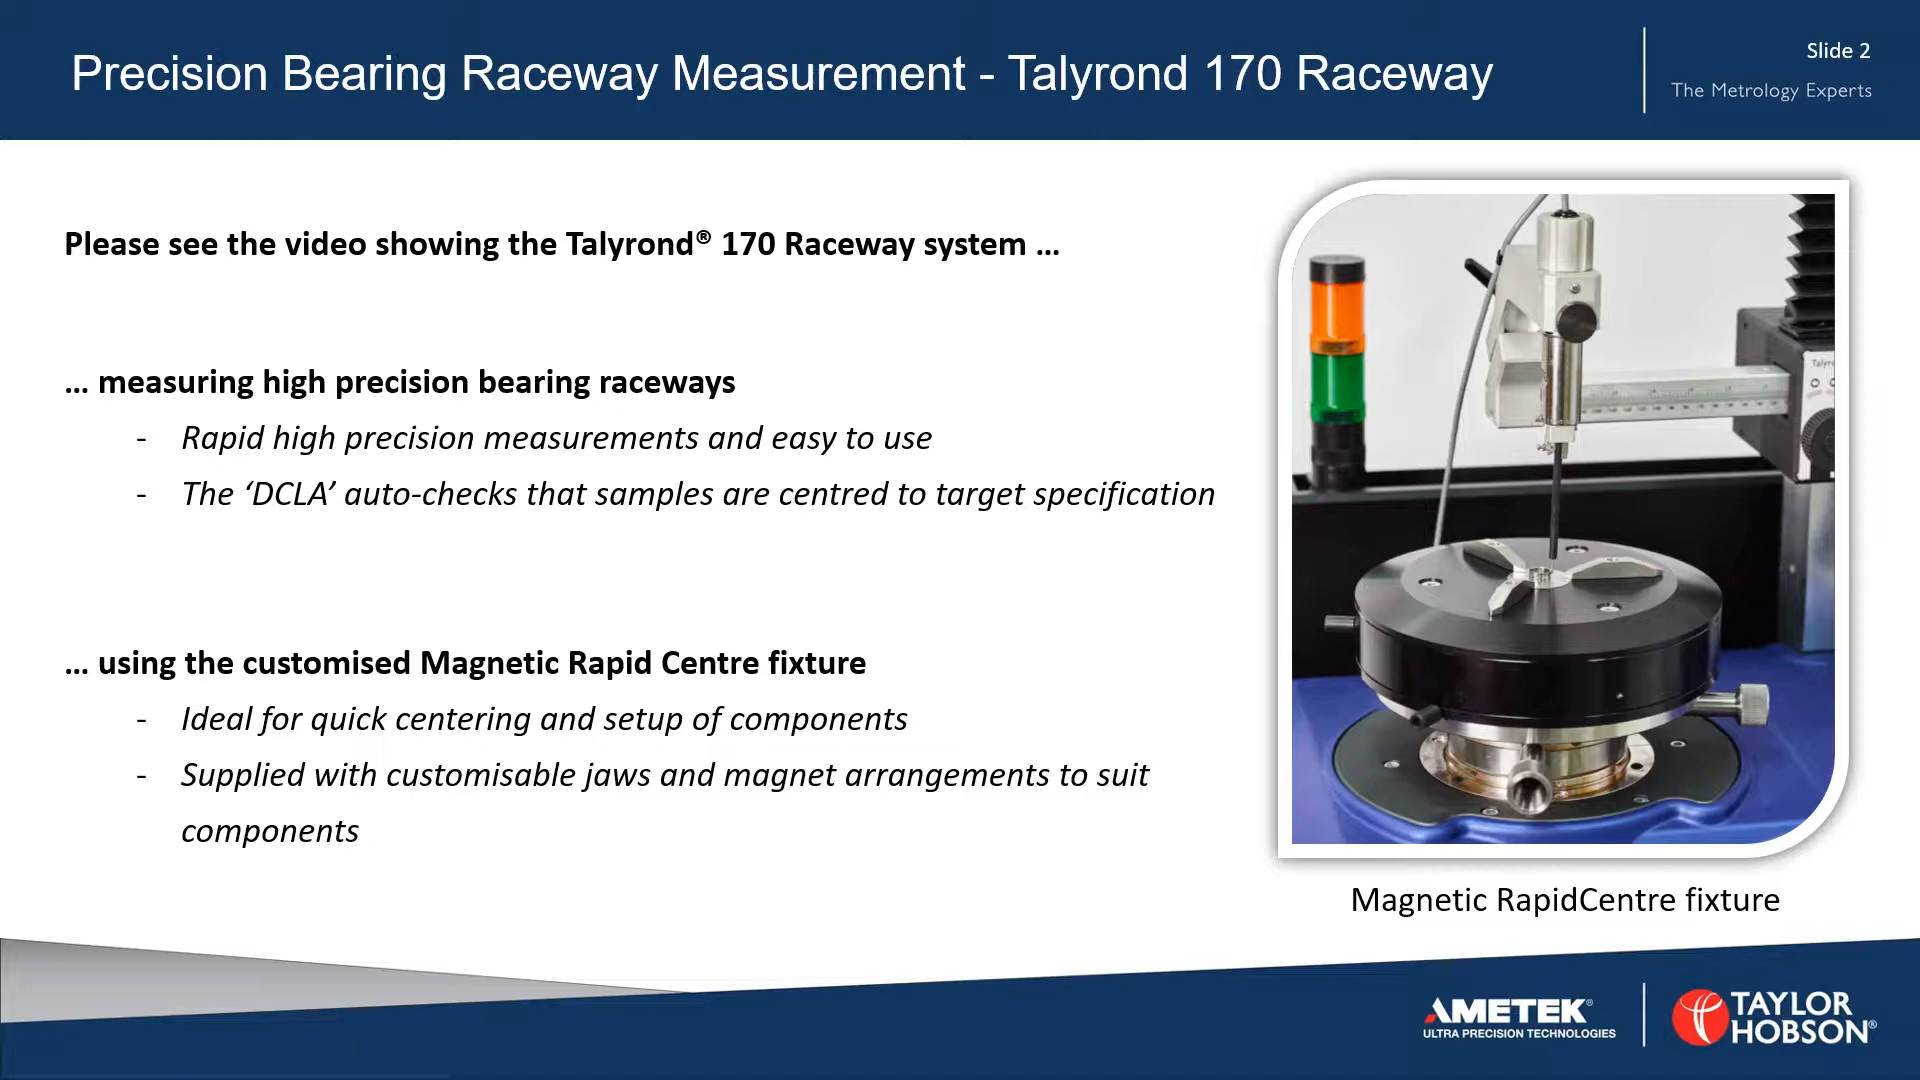 Precision Bearing Raceway Measurement - Talyrond 170 Raceway
Slide 2
The Metrology Experts
Please see the video showing the Talyrond® 170 Raceway system …
… measuring high precision bearing raceways
- Rapid high precision measurements and easy to use
- The ‘DCLA’ auto-checks that samples are centred to target specification
… using the customised Magnetic Rapid Centre fixture
- Ideal for quick centering and setup of components
- Supplied with customisable jaws and magnet arrangements to suit
components
Magnetic RapidCentre fixture
AMETEK®
ULTRA PRECISION TECHNOLOGIES
TAYLOR
HOBSON®